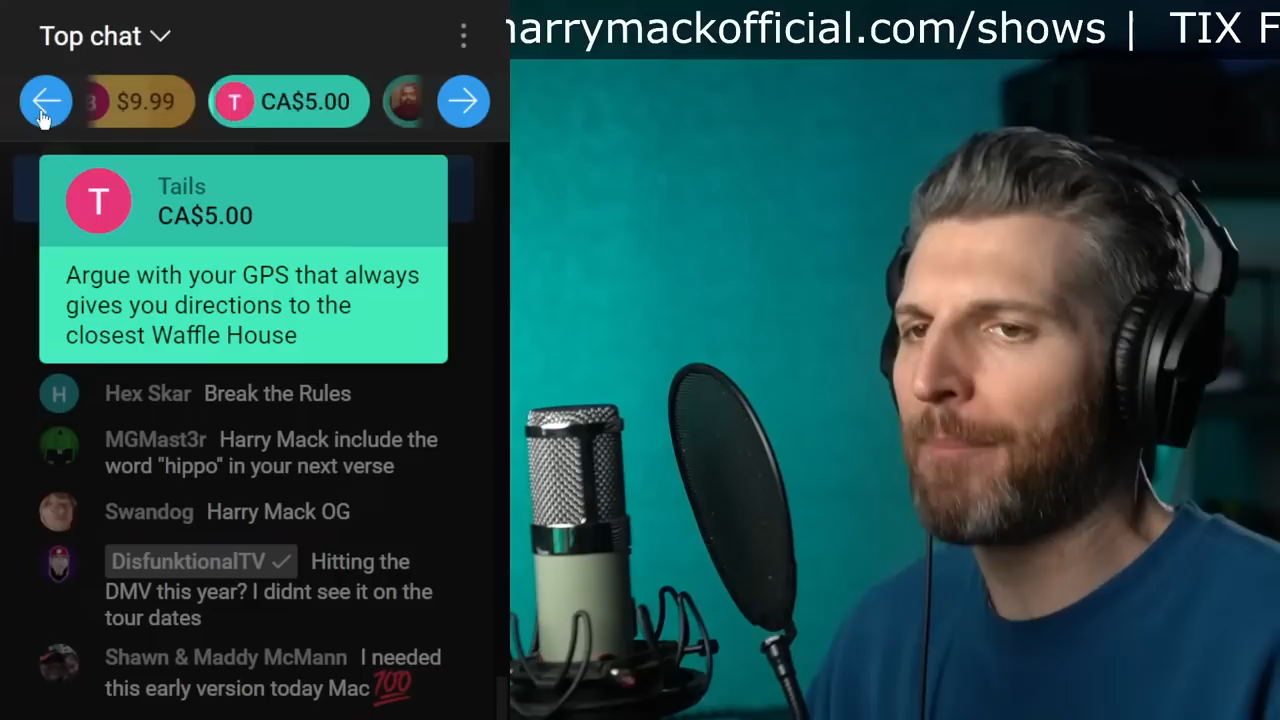 Top chat
harrymackofficial.com/shows | TIX F
$9.99
T CA$5.00
T
Tails
CA$5.00
Argue with your GPS that always
gives you directions to the
closest Waffle House
H Hex Skar Break the Rules
MGMast3r Harry Mack include the
word "hippo" in your next verse
Swandog Harry Mack OG
DisfunktionalTV Hitting the
DMV this year? I didnt see it on the
tour dates
Shawn & Maddy McMann I needed
this early version today Mac 💯